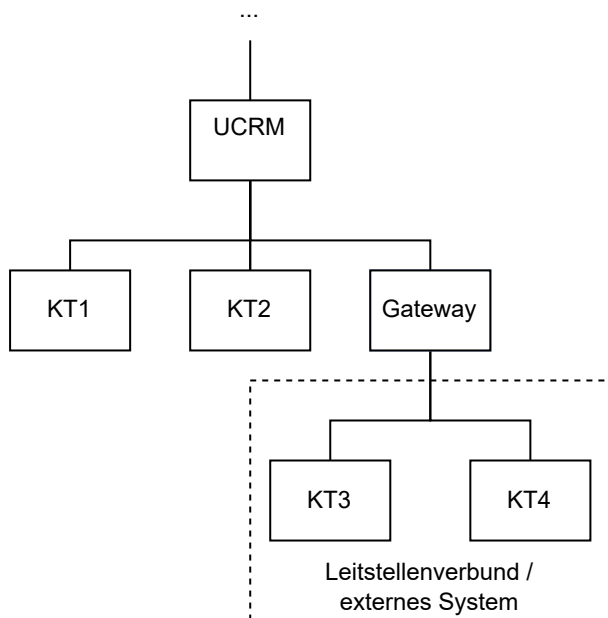 ...
UCRM
KT1
KT2
Gateway
KT3
KT4
Leitstellenverbund /
externes System